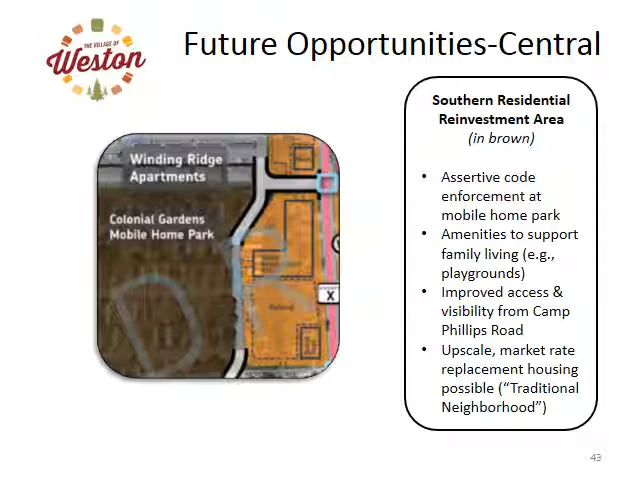 THE VILLAGE OF
Weston
Future Opportunities-Central
Winding Ridge
Apartments
Colonial Gardens
Mobile Home Park
X
Southern Residential
Reinvestment Area
(in brown)
• Assertive code
enforcement at
mobile home park
• Amenities to support
family living (e.g.,
playgrounds)
• Improved access &
visibility from Camp
Phillips Road
• Upscale, market rate
replacement housing
possible (“Traditional
Neighborhood”)
43